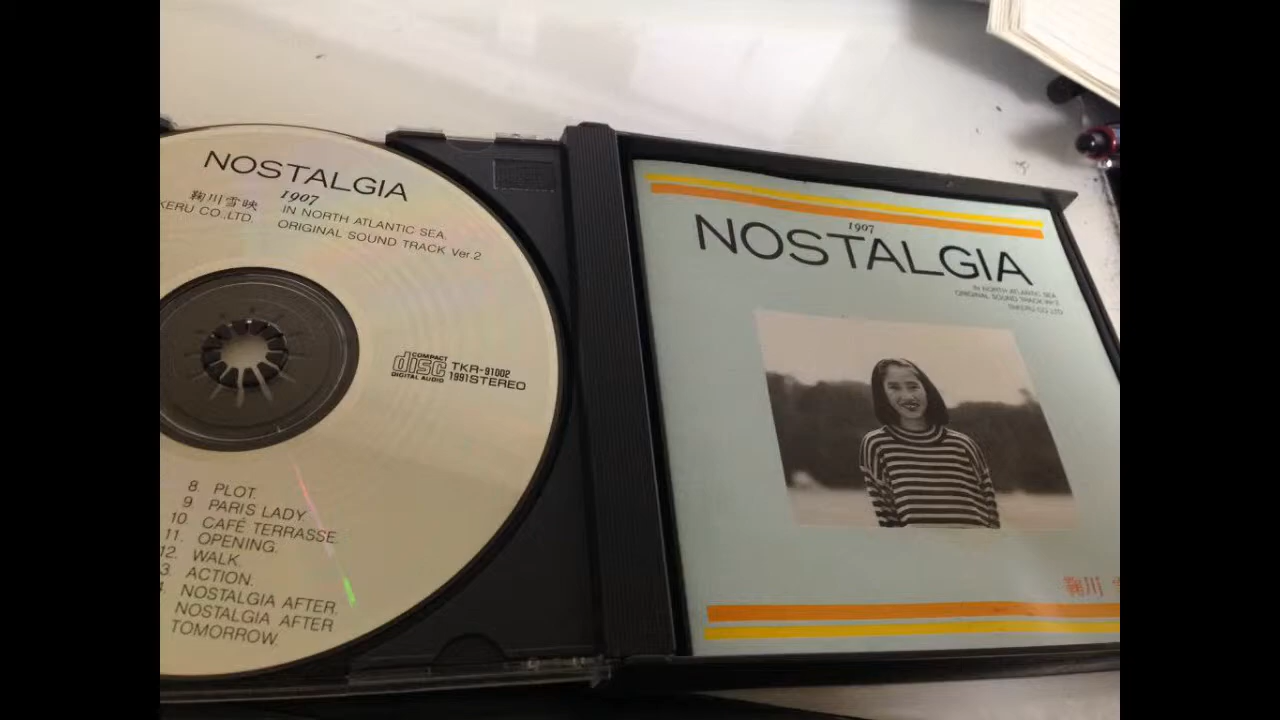 NOSTALGIA
1907
鞠川雪映
IN NORTH ATLANTIC SEA.
KERU CO.,LTD
ORIGINAL SOUND TRACK Ver.2
COMPACT
disc
DIGITAL AUDIO
TKR-91002
1991 STEREO
8. PLOT.
9 PARIS LADY.
10 CAFÉ TERRASSE.
11. OPENING.
12. WALK.
3. ACTION.
NOSTALGIA AFTER.
NOSTALGIA AFTER
TOMORROW.
1907
NOSTALGIA
IN NORTH ATLANTIC SEA
ORIGINAL SOUND TRACK
CO LTD
鞠川